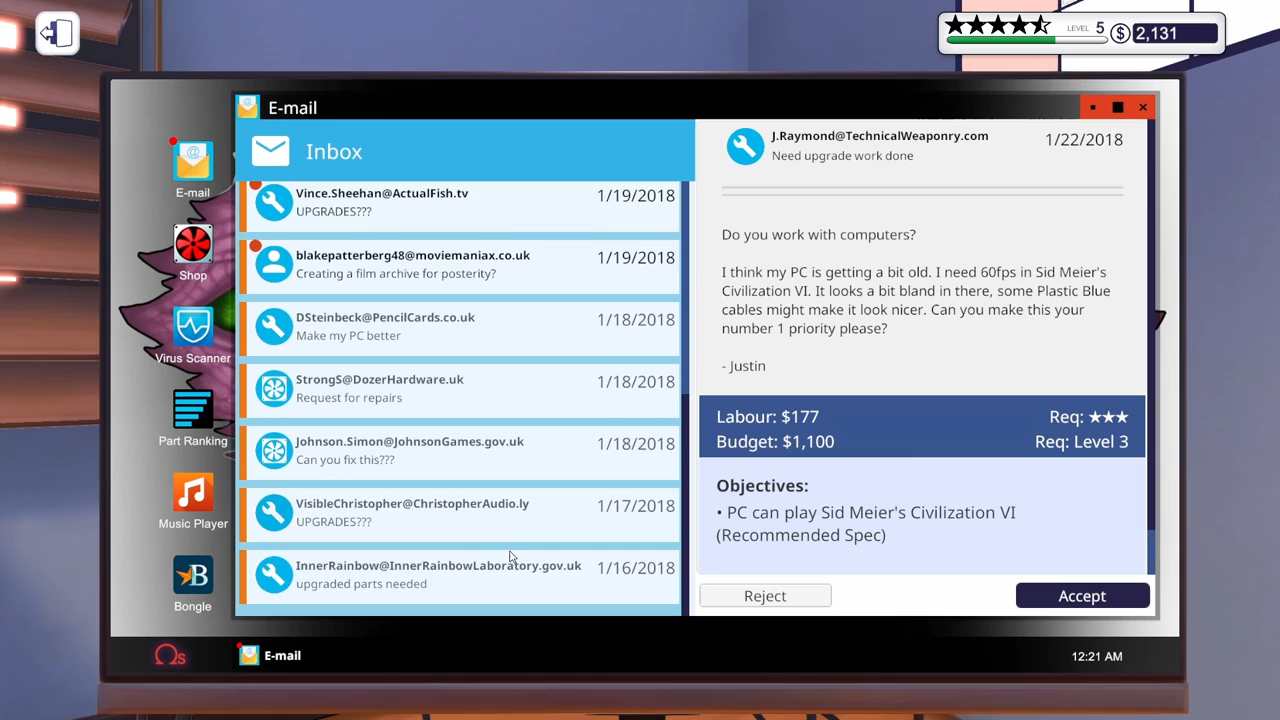 LEVEL 5 $ 2,131
E-mail
Inbox
Vince.Sheehan@ActualFish.tv 1/19/2018
UPGRADES???
blakepatterberg48@moviemaniax.co.uk 1/19/2018
Creating a film archive for posterity?
DSteinbeck@PencilCards.co.uk 1/18/2018
Make my PC better
StrongS@DozerHardware.uk 1/18/2018
Request for repairs
Johnson.Simon@JohnsonGames.gov.uk 1/18/2018
Can you fix this???
VisibleChristopher@ChristopherAudio.ly 1/17/2018
UPGRADES???
InnerRainbow@InnerRainbowLaboratory.gov.uk 1/16/2018
upgraded parts needed
J.Raymond@TechnicalWeaponry.com 1/22/2018
Need upgrade work done
Do you work with computers?
I think my PC is getting a bit old. I need 60fps in Sid Meier's
Civilization VI. It looks a bit bland in there, some Plastic Blue
cables might make it look nicer. Can you make this your
number 1 priority please?
- Justin
Labour: $177 Req: ★★★
Budget: $1,100 Req: Level 3
Objectives:
• PC can play Sid Meier's Civilization VI
(Recommended Spec)
Reject Accept
E-mail
Shop
Virus Scanner
Part Ranking
Music Player
B
Bongle
Ωs E-mail 12:21 AM